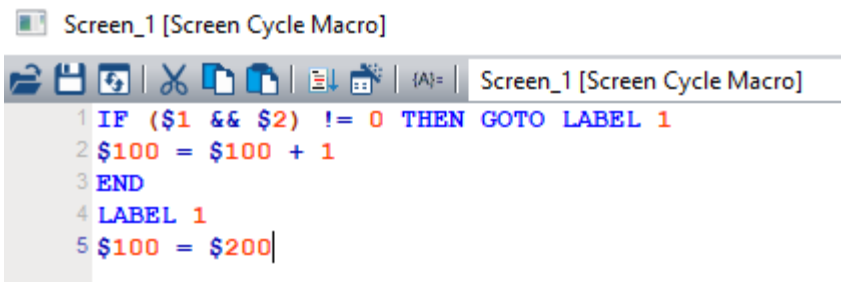 Screen_1 [Screen Cycle Macro]
{A}= Screen_1 [Screen Cycle Macro]
1 IF ($1 && $2) != 0 THEN GOTO LABEL 1
2 $100 = $100 + 1
3 END
4 LABEL 1
5 $100 = $200